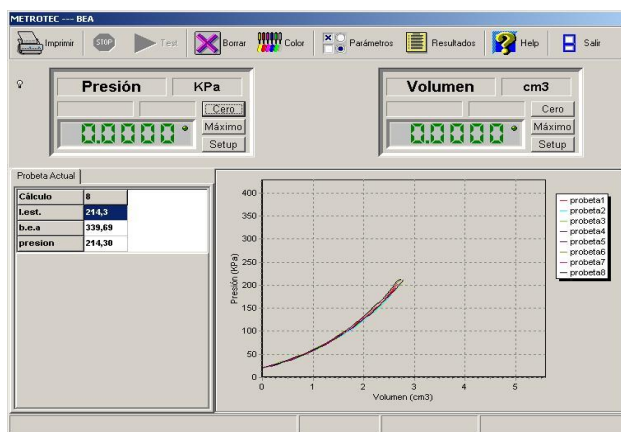 METROTEC --- BEA
Imprimir STOP Test Borrar Color Parámetros Resultados Help Salir
Presión KPa
Cero
0.0000 Máximo
Setup
Volumen cm3
Cero
0.0000 Máximo
Setup
Probeta Actual
Cálculo 8
l.est. 214,3
b.e.a 339,69
presion 214,30
Presión (KPa)
400
350
300
250
200
150
100
50
0
0 1 2 3 4 5
Volumen (cm3)
probeta1
probeta2
probeta3
probeta4
probeta5
probeta6
probeta7
probeta8